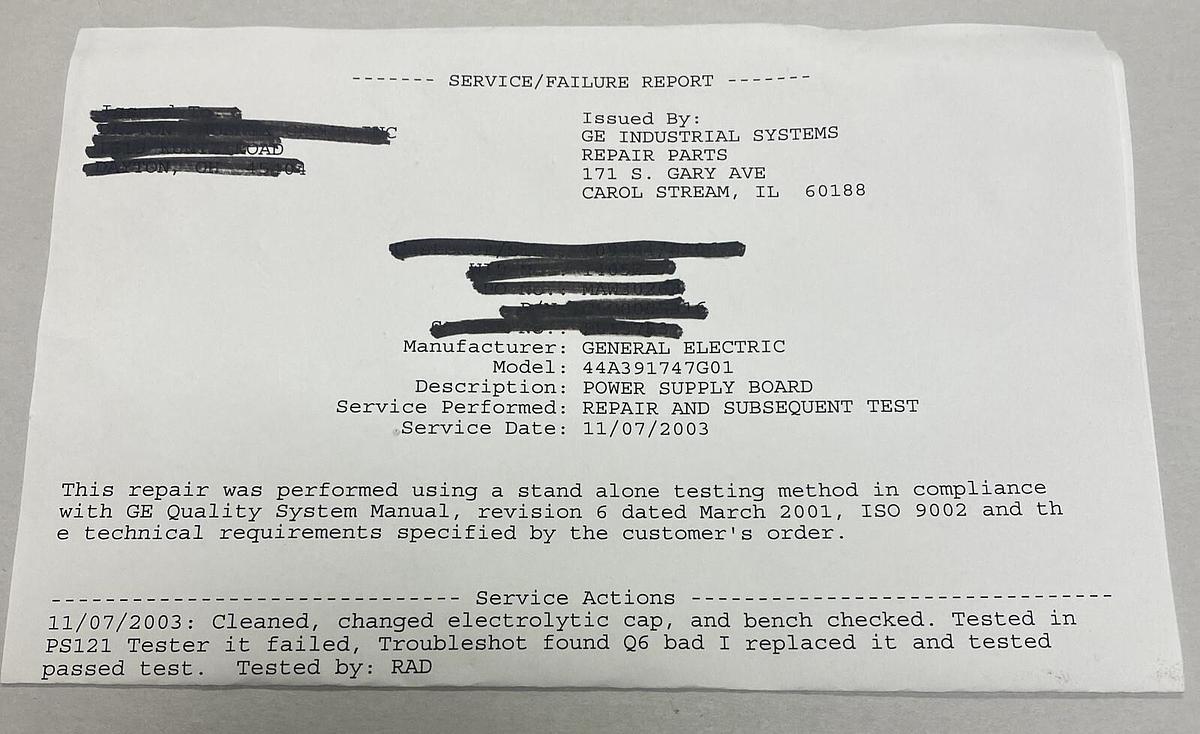 ------- SERVICE/FAILURE REPORT -------
Issued By:
GE INDUSTRIAL SYSTEMS
REPAIR PARTS
171 S. GARY AVE
CAROL STREAM, IL 60188
Manufacturer: GENERAL ELECTRIC
Model: 44A391747G01
Description: POWER SUPPLY BOARD
Service Performed: REPAIR AND SUBSEQUENT TEST
Service Date: 11/07/2003
This repair was performed using a stand alone testing method in compliance
with GE Quality System Manual, revision 6 dated March 2001, ISO 9002 and th
e technical requirements specified by the customer's order.
------------------------------ Service Actions -------------------------------
11/07/2003: Cleaned, changed electrolytic cap, and bench checked. Tested in
PS121 Tester it failed, Troubleshot found Q6 bad I replaced it and tested
passed test. Tested by: RAD